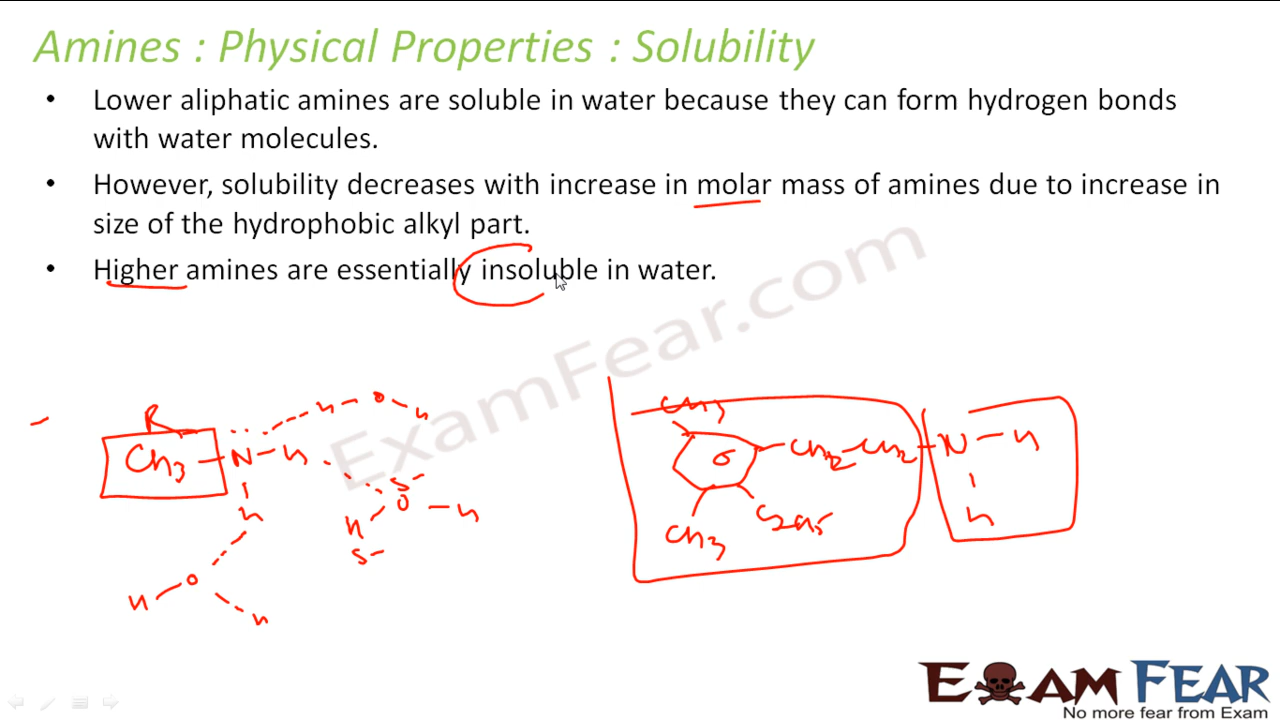 Amines : Physical Properties : Solubility
• Lower aliphatic amines are soluble in water because they can form hydrogen bonds
with water molecules.
• However, solubility decreases with increase in molar mass of amines due to increase in
size of the hydrophobic alkyl part.
• Higher amines are essentially insoluble in water.
ExamFear.com
R
CH3 - N - H
H
H - O - H
O - H
H
O
H
H
CH3
CH2 - CH2 - N - H
H
CH3
C2H5
EXAM FEAR
No more fear from Exam